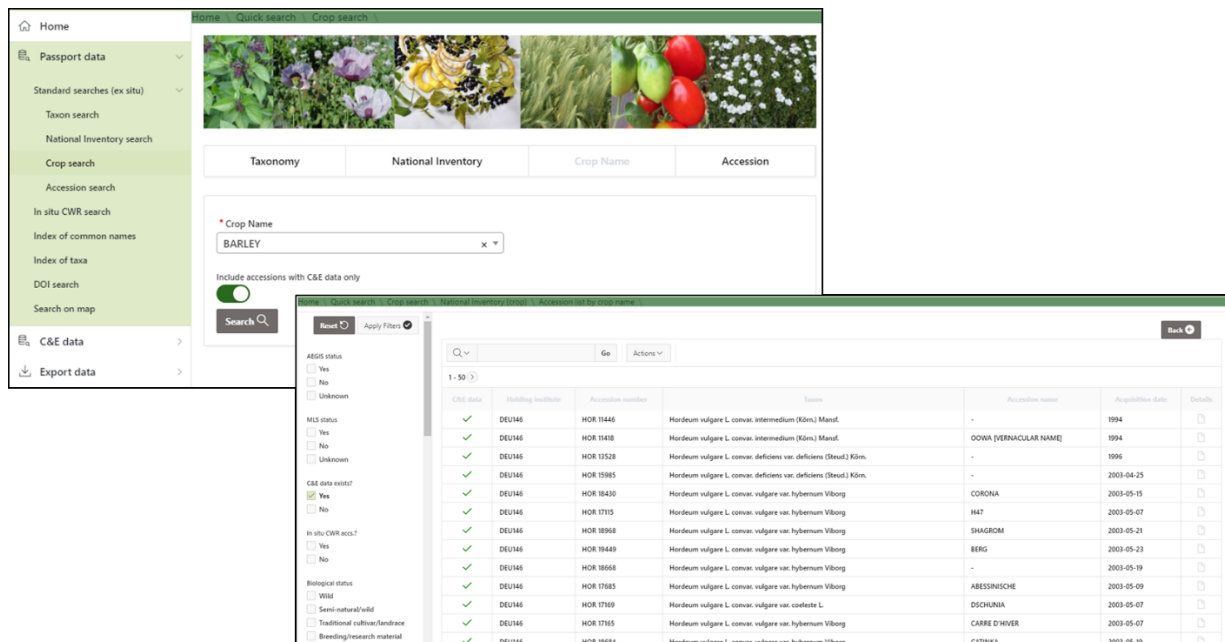 Home \ Quick search \ Crop search \
Home
Passport data
Standard searches (ex situ)
Taxon search
National Inventory search
Crop search
Accession search
In situ CWR search
Index of common names
Index of taxa
DOI search
Search on map
C&E data
Export data
Taxonomy National Inventory Crop Name Accession
* Crop Name
BARLEY ×
Include accessions with C&E data only
Search
Home \ Quick search \ Crop search \ National Inventory (crop) \ Accession list by crop name \
Reset Apply Filters
Back
AEGIS status
Yes
No
Unknown
MLS status
Yes
No
Unknown
C&E data exists?
Yes
No
In situ CWR accs.?
Yes
No
Biological status
Wild
Semi-natural/wild
Traditional cultivar/landrace
Breeding/research material
Go Actions
1 - 50
C&E data Holding institute Accession number Taxon Accession name Acquisition date Details
✓ DEU146 HOR 11446 Hordeum vulgare L. convar. intermedium (Körn.) Mansf. - 1994
✓ DEU146 HOR 11418 Hordeum vulgare L. convar. intermedium (Körn.) Mansf. OOWA [VERNACULAR NAME] 1994
✓ DEU146 HOR 13528 Hordeum vulgare L. convar. deficiens var. deficiens (Steud.) Körn. - 1996
✓ DEU146 HOR 15985 Hordeum vulgare L. convar. deficiens var. deficiens (Steud.) Körn. - 2003-04-25
✓ DEU146 HOR 18430 Hordeum vulgare L. convar. vulgare var. hybernum Viborg CORONA 2003-05-15
✓ DEU146 HOR 17115 Hordeum vulgare L. convar. vulgare var. hybernum Viborg H47 2003-05-07
✓ DEU146 HOR 18968 Hordeum vulgare L. convar. vulgare var. hybernum Viborg SHAGROM 2003-05-21
✓ DEU146 HOR 19449 Hordeum vulgare L. convar. vulgare var. hybernum Viborg BERG 2003-05-23
✓ DEU146 HOR 18668 Hordeum vulgare L. convar. vulgare var. hybernum Viborg - 2003-05-19
✓ DEU146 HOR 17685 Hordeum vulgare L. convar. vulgare var. hybernum Viborg ABESSINISCHE 2003-05-09
✓ DEU146 HOR 17169 Hordeum vulgare L. convar. vulgare var. coeleste L. DSCHUNIA 2003-05-07
✓ DEU146 HOR 17165 Hordeum vulgare L. convar. vulgare var. hybernum Viborg CARRE D'HIVER 2003-05-07